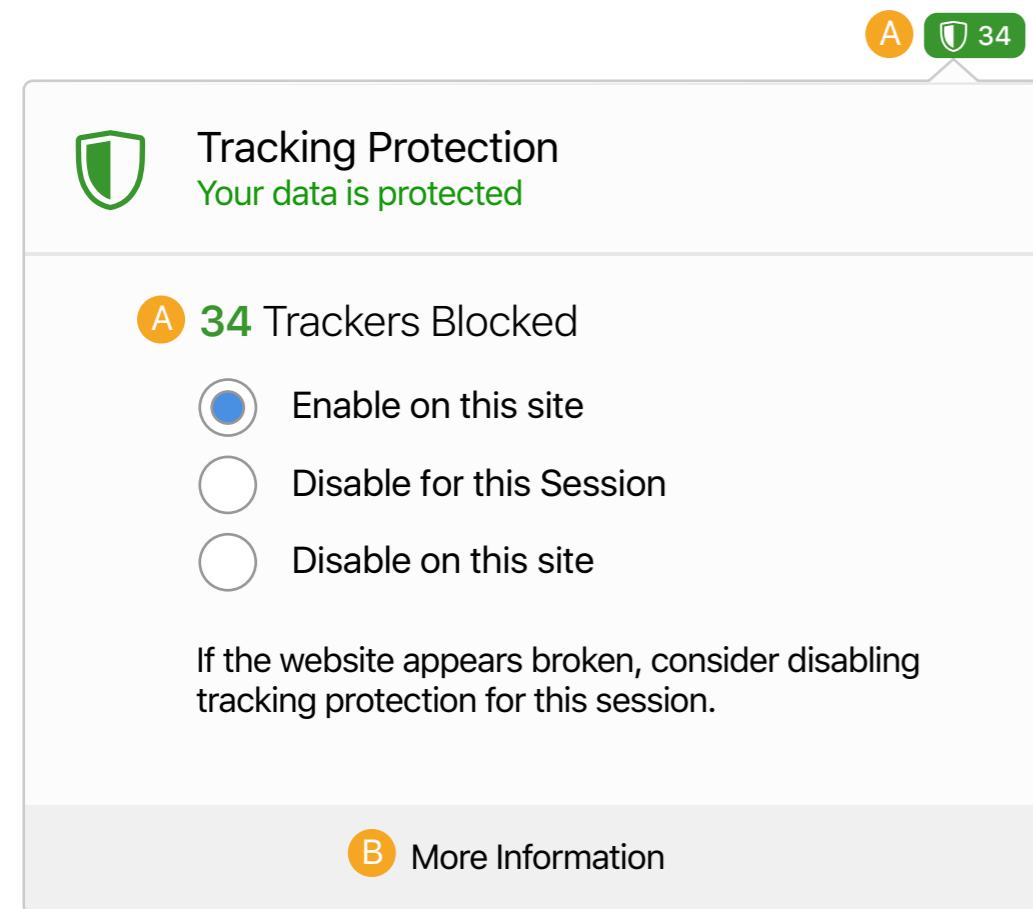 A 34
Tracking Protection
Your data is protected
A 34 Trackers Blocked
Enable on this site
Disable for this Session
Disable on this site
If the website appears broken, consider disabling
tracking protection for this session.
B More Information